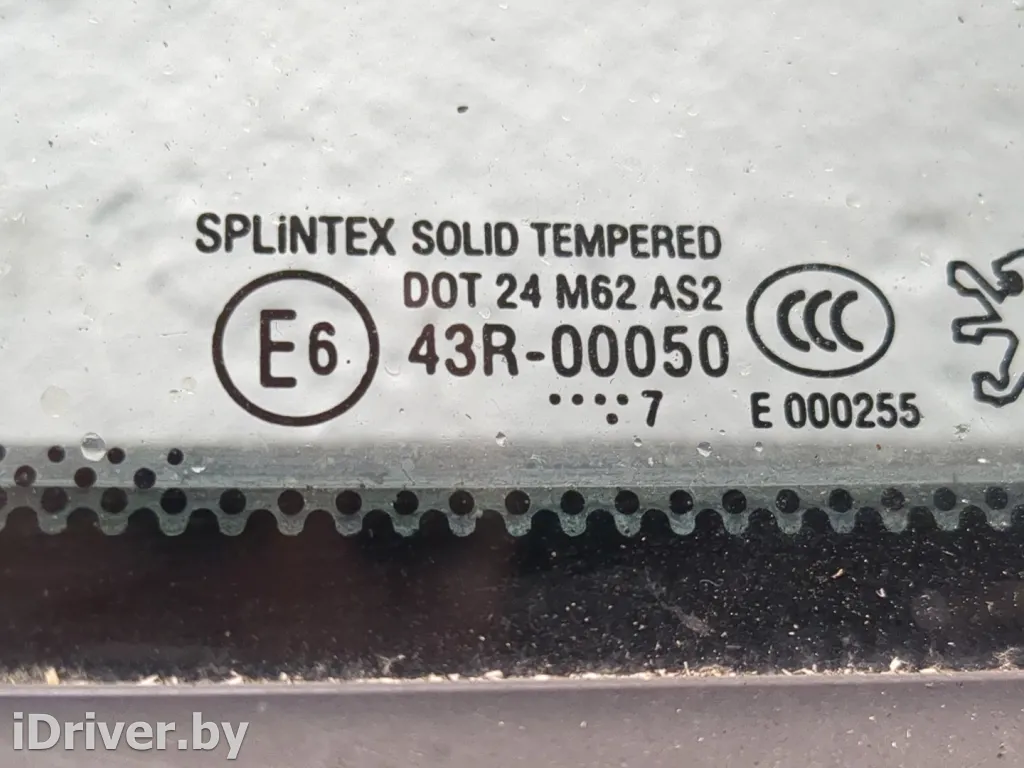 SPLiNTEX SOLID TEMPERED
DOT 24 M62 AS2
E6
43R-00050
CCC
7
E 000255
iDriver.by